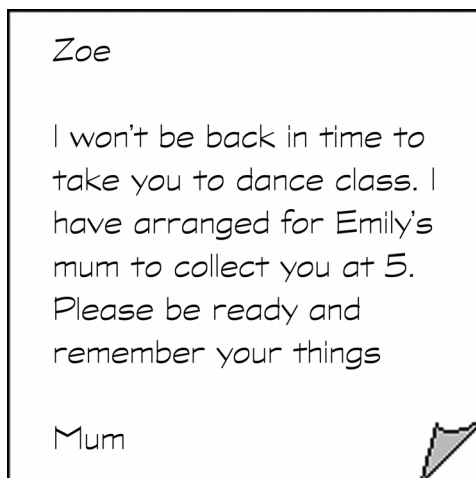 Zoe
I won't be back in time to
take you to dance class. I
have arranged for Emily's
mum to collect you at 5.
Please be ready and
remember your things
Mum